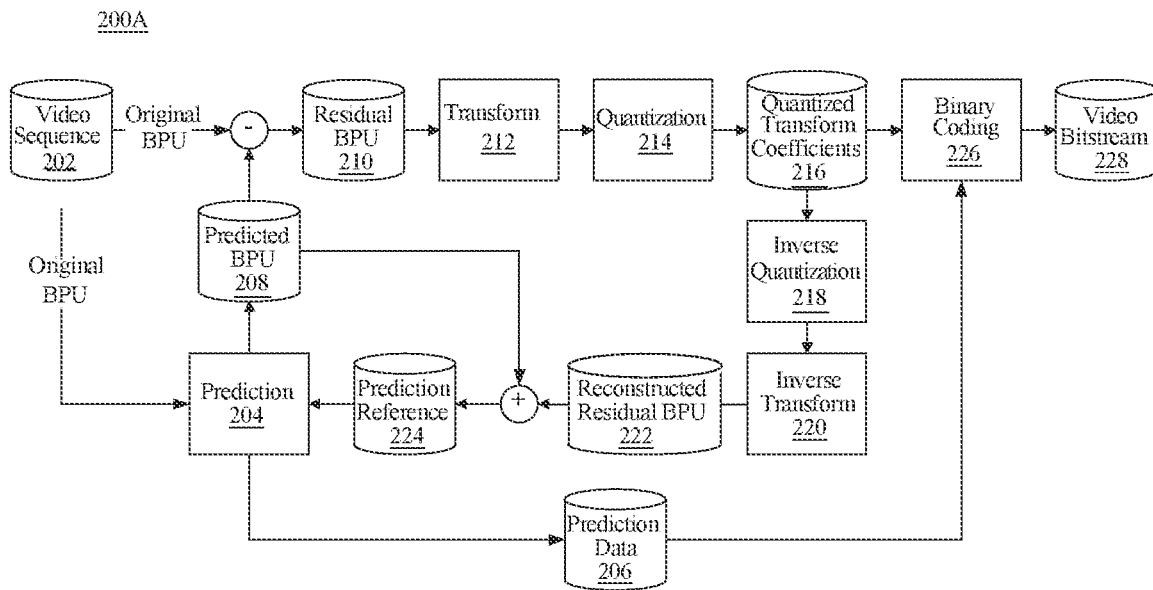 200A
Video
Sequence
202
Original
BPU
-
Residual
BPU
210
Transform
212
Quantization
214
Quantized
Transform
Coefficients
216
Binary
Coding
226
Video
Bitstream
228
Original
BPU
Predicted
BPU
208
Inverse
Quantization
218
Prediction
204
Prediction
Reference
224
+
Reconstructed
Residual BPU
222
Inverse
Transform
220
Prediction
Data
206